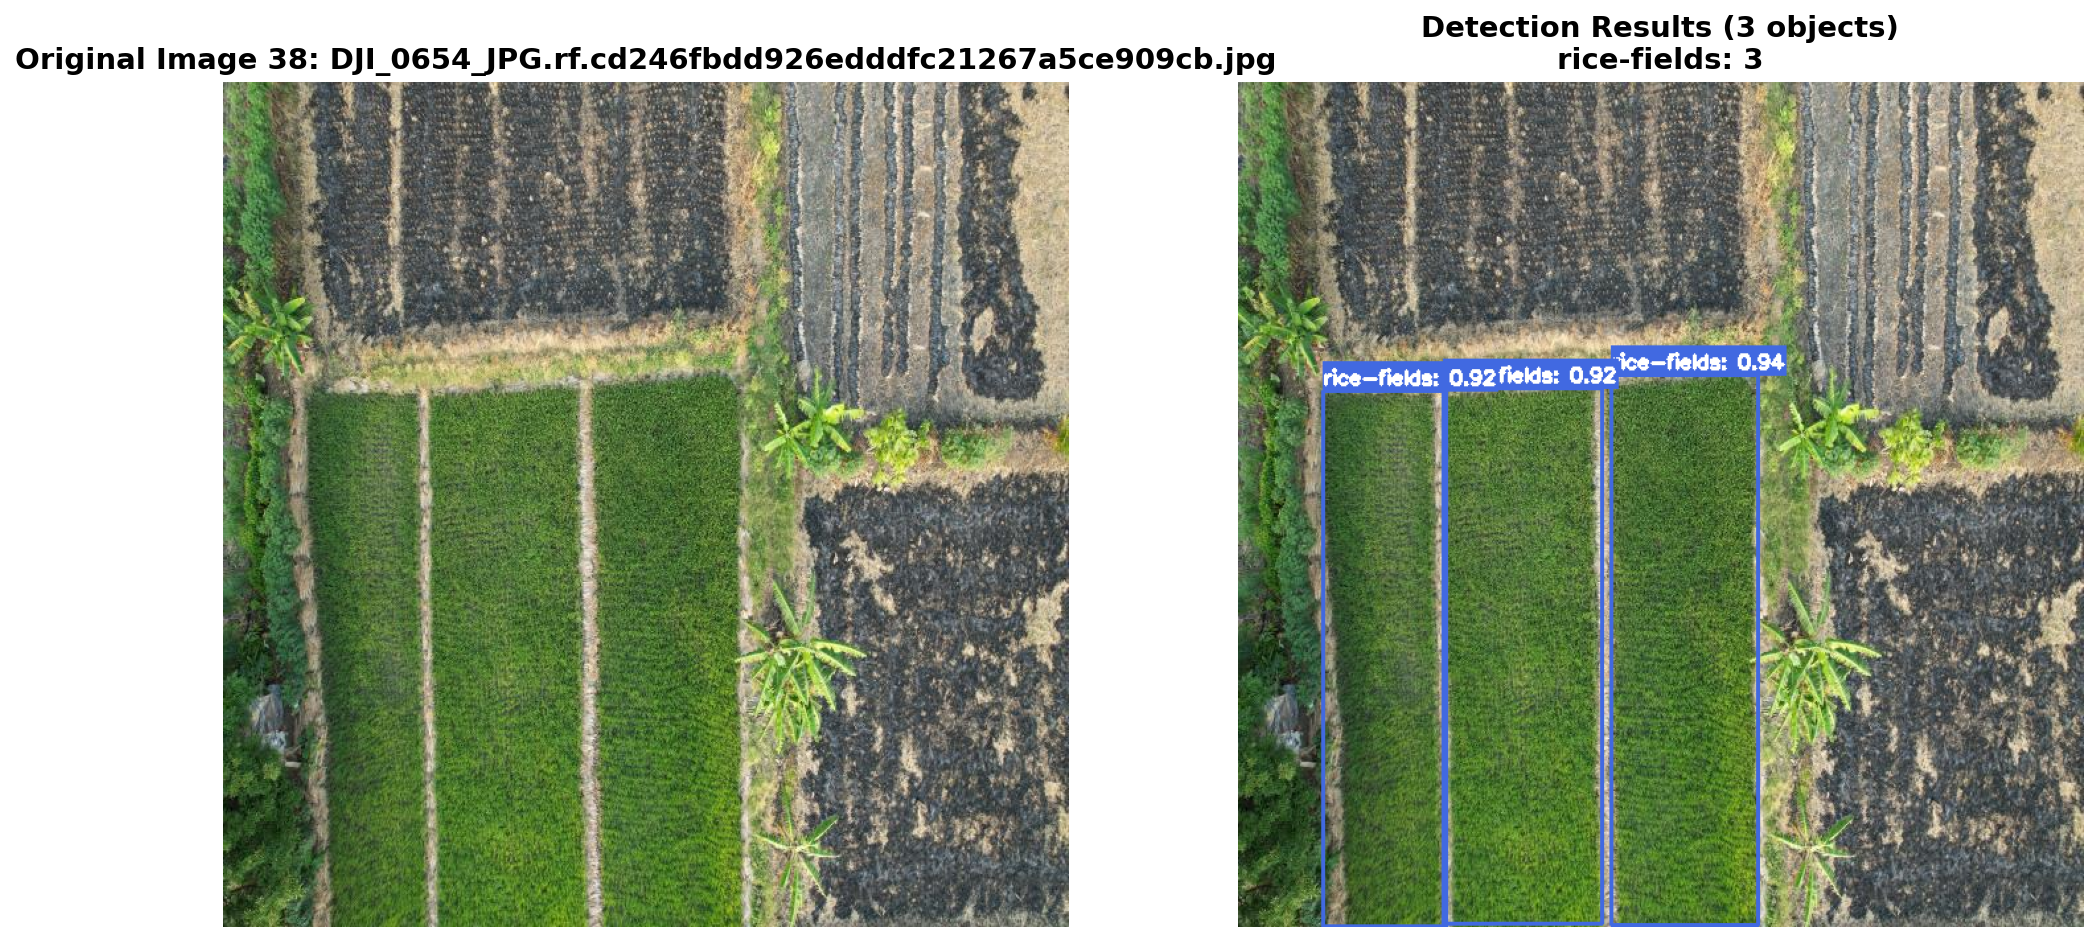 Original Image 38: DJI_0654_JPG.rf.cd246fbdd926edddfc21267a5ce909cb.jpg
Detection Results (3 objects)
rice-fields: 3
rice-fields: 0.92
fields: 0.92
ice-fields: 0.94